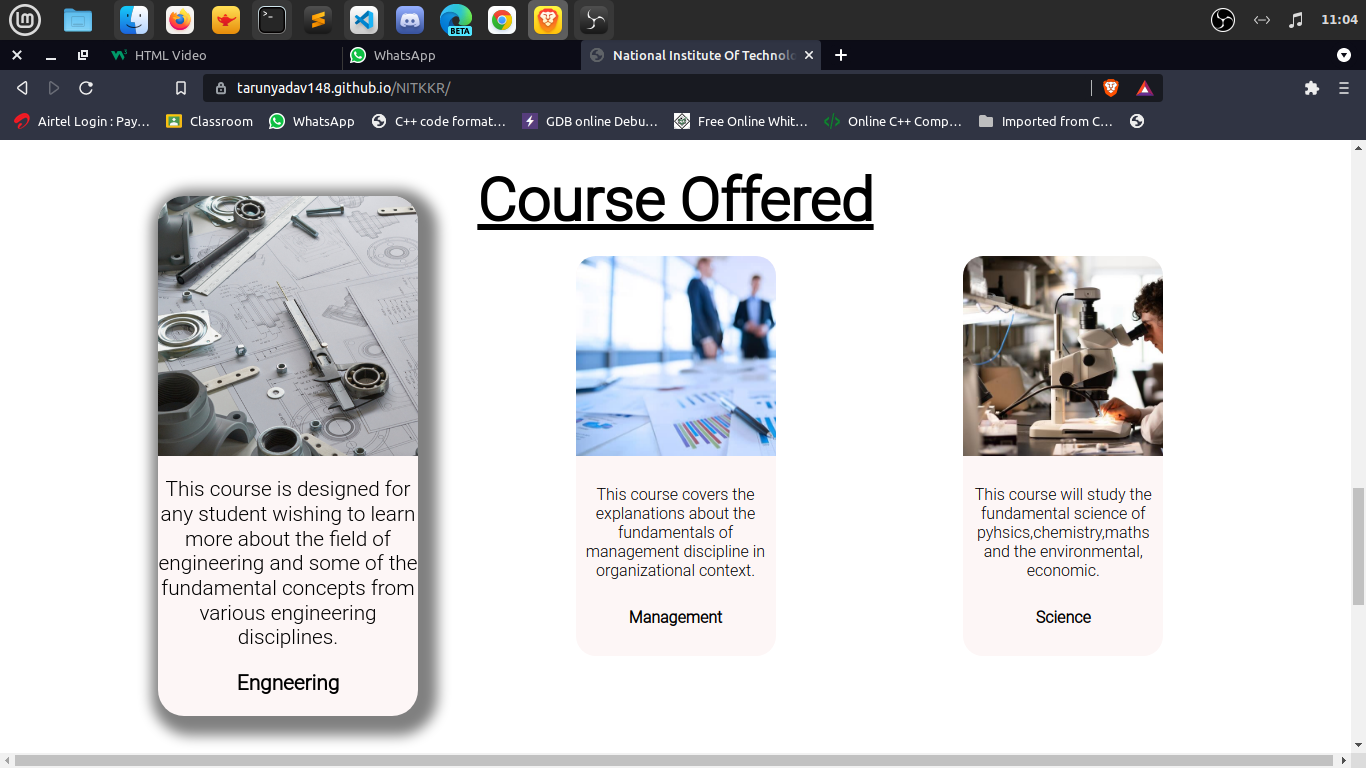 11:04
HTML Video
WhatsApp
National Institute Of Technolo
tarunyadav148.github.io/NITKKR/
Airtel Login : Pay…
Classroom
WhatsApp
C++ code format…
GDB online Debu…
Free Online Whit…
Online C++ Comp…
Imported from C…
BETA
Course Offered
This course is designed for
any student wishing to learn
more about the field of
engineering and some of the
fundamental concepts from
various engineering
disciplines.
Engneering
This course covers the
explanations about the
fundamentals of
management discipline in
organizational context.
Management
This course will study the
fundamental science of
pyhsics,chemistry,maths
and the environmental,
economic.
Science